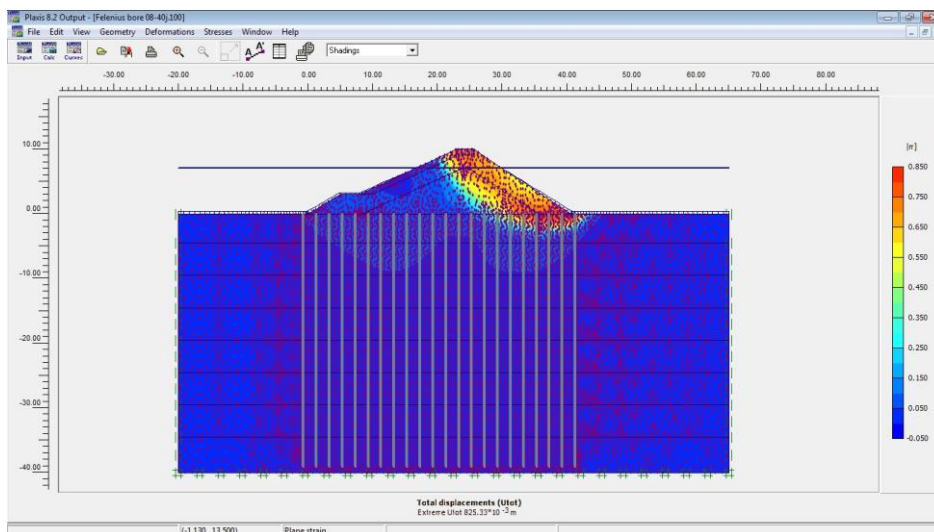 Plaxis 8.2 Output - [Felenius bore 08-40j.100]
File Edit View Geometry Deformations Stresses Window Help
Input Calc Curves Shadings
-30.00 -20.00 -10.00 0.00 10.00 20.00 30.00 40.00 50.00 60.00 70.00 80.00
10.00
0.00
-10.00
-20.00
-30.00
-40.00
[m]
0.850
0.750
0.650
0.550
0.450
0.350
0.250
0.150
0.050
-0.050
Total displacements (Utot)
Extreme Utot 825.33*10 -3 m
(-1.130 , 13.500) Plane strain